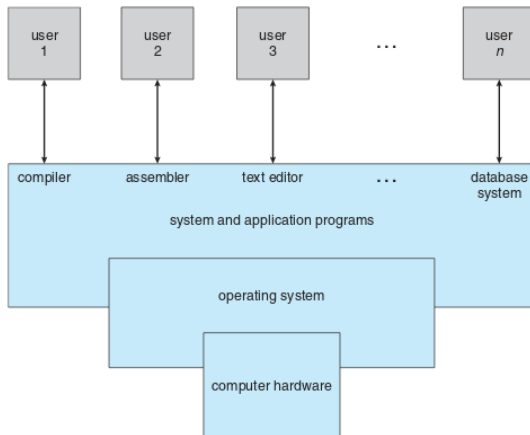 user
1
user
2
user
3
...
user
n
compiler
assembler
text editor
...
database
system
system and application programs
operating system
computer hardware